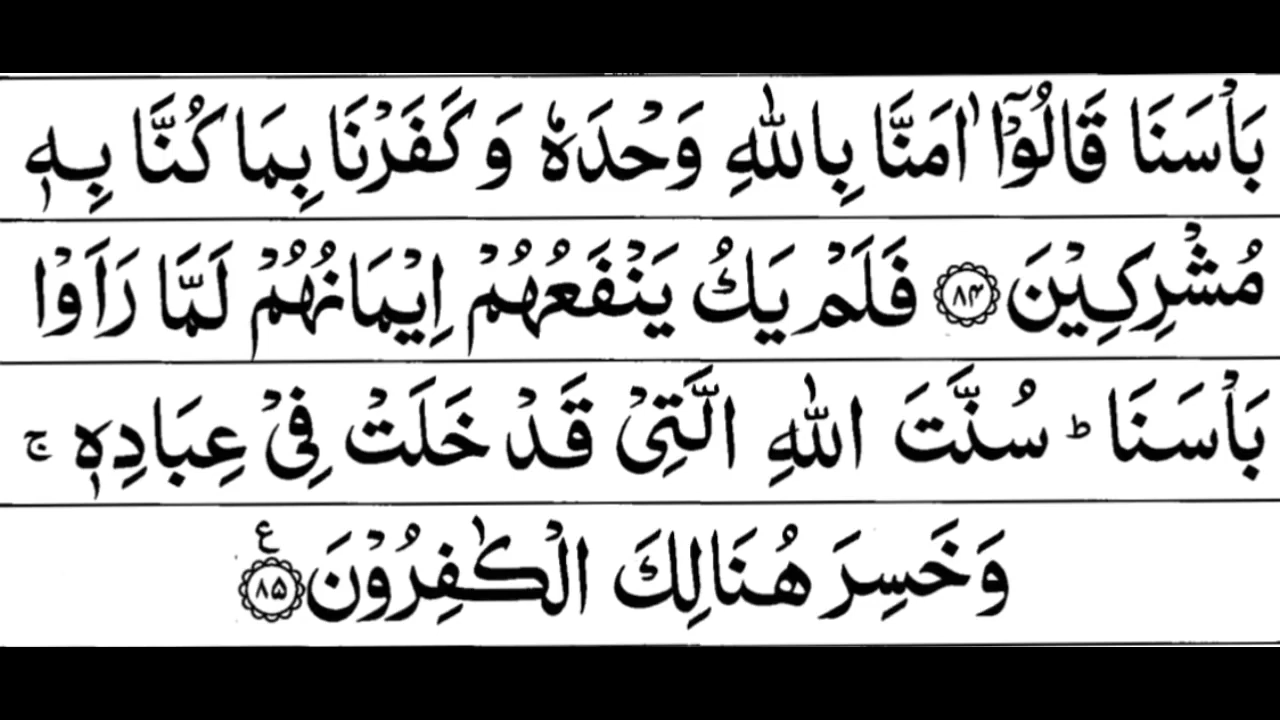 بَاْسَنَا قَالُوْۤا اٰمَنَّا بِاللّٰهِ وَحْدَهٗ وَ كَفَرْنَا بِمَا كُنَّا بِهٖ
مُشْرِكِيْنَ ﴿۸۴﴾ فَلَمْ يَكُ يَنْفَعُهُمْ اِيْمَانُهُمْ لَمَّا رَاَوْا
بَاْسَنَا ؕ سُنَّتَ اللّٰهِ الَّتِيْ قَدْ خَلَتْ فِيْ عِبَادِهٖ ۚ
وَ خَسِرَ هُنَالِكَ الْكٰفِرُوْنَ ﴿۸۵﴾ ع